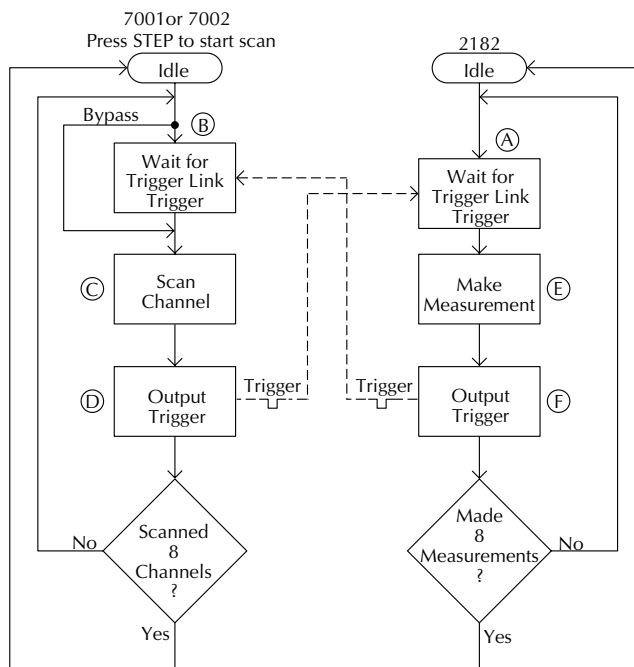 7001or 7002
Press STEP to start scan
Idle
Bypass
B
Wait for
Trigger Link
Trigger
C
Scan
Channel
D
Output
Trigger
Trigger
Scanned
8
Channels
?
No
Yes
2182
Idle
A
Wait for
Trigger Link
Trigger
Make
Measurement
E
Trigger
Output
Trigger
F
Made
8
Measurements
?
No
Yes